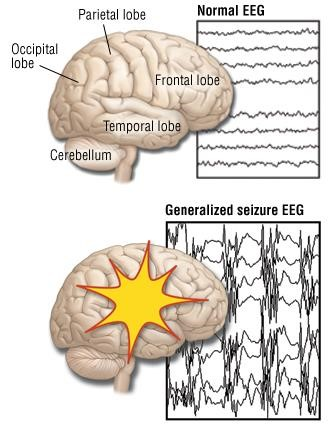 Parietal lobe
Normal EEG
Occipital
lobe
Frontal lobe
Temporal lobe
Cerebellum
Generalized seizure EEG